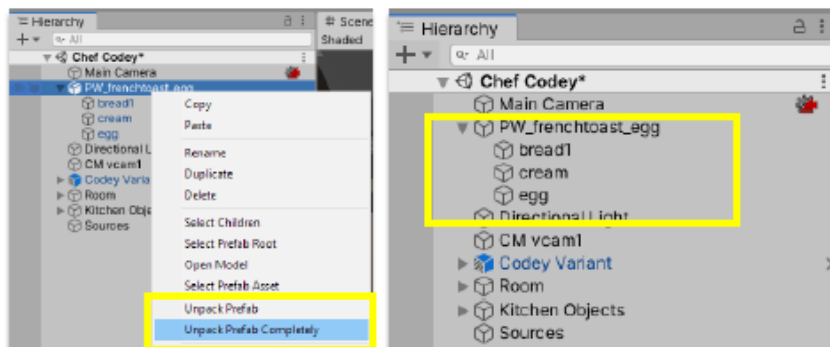 Hierarchy
All
Chef Codey*
Main Camera
PW_frenchtoast_egg
bread1
cream
egg
Directional L
CM vcam1
Codey Varia
Room
Kitchen Obje
Sources
Scene
Shaded
Copy
Paste
Rename
Duplicate
Delete
Select Children
Select Prefab Root
Open Model
Select Prefab Asset
Unpack Prefab
Unpack Prefab Completely
Hierarchy
All
Chef Codey*
Main Camera
PW_frenchtoast_egg
bread1
cream
egg
Directional Light
CM vcam1
Codey Variant
Room
Kitchen Objects
Sources